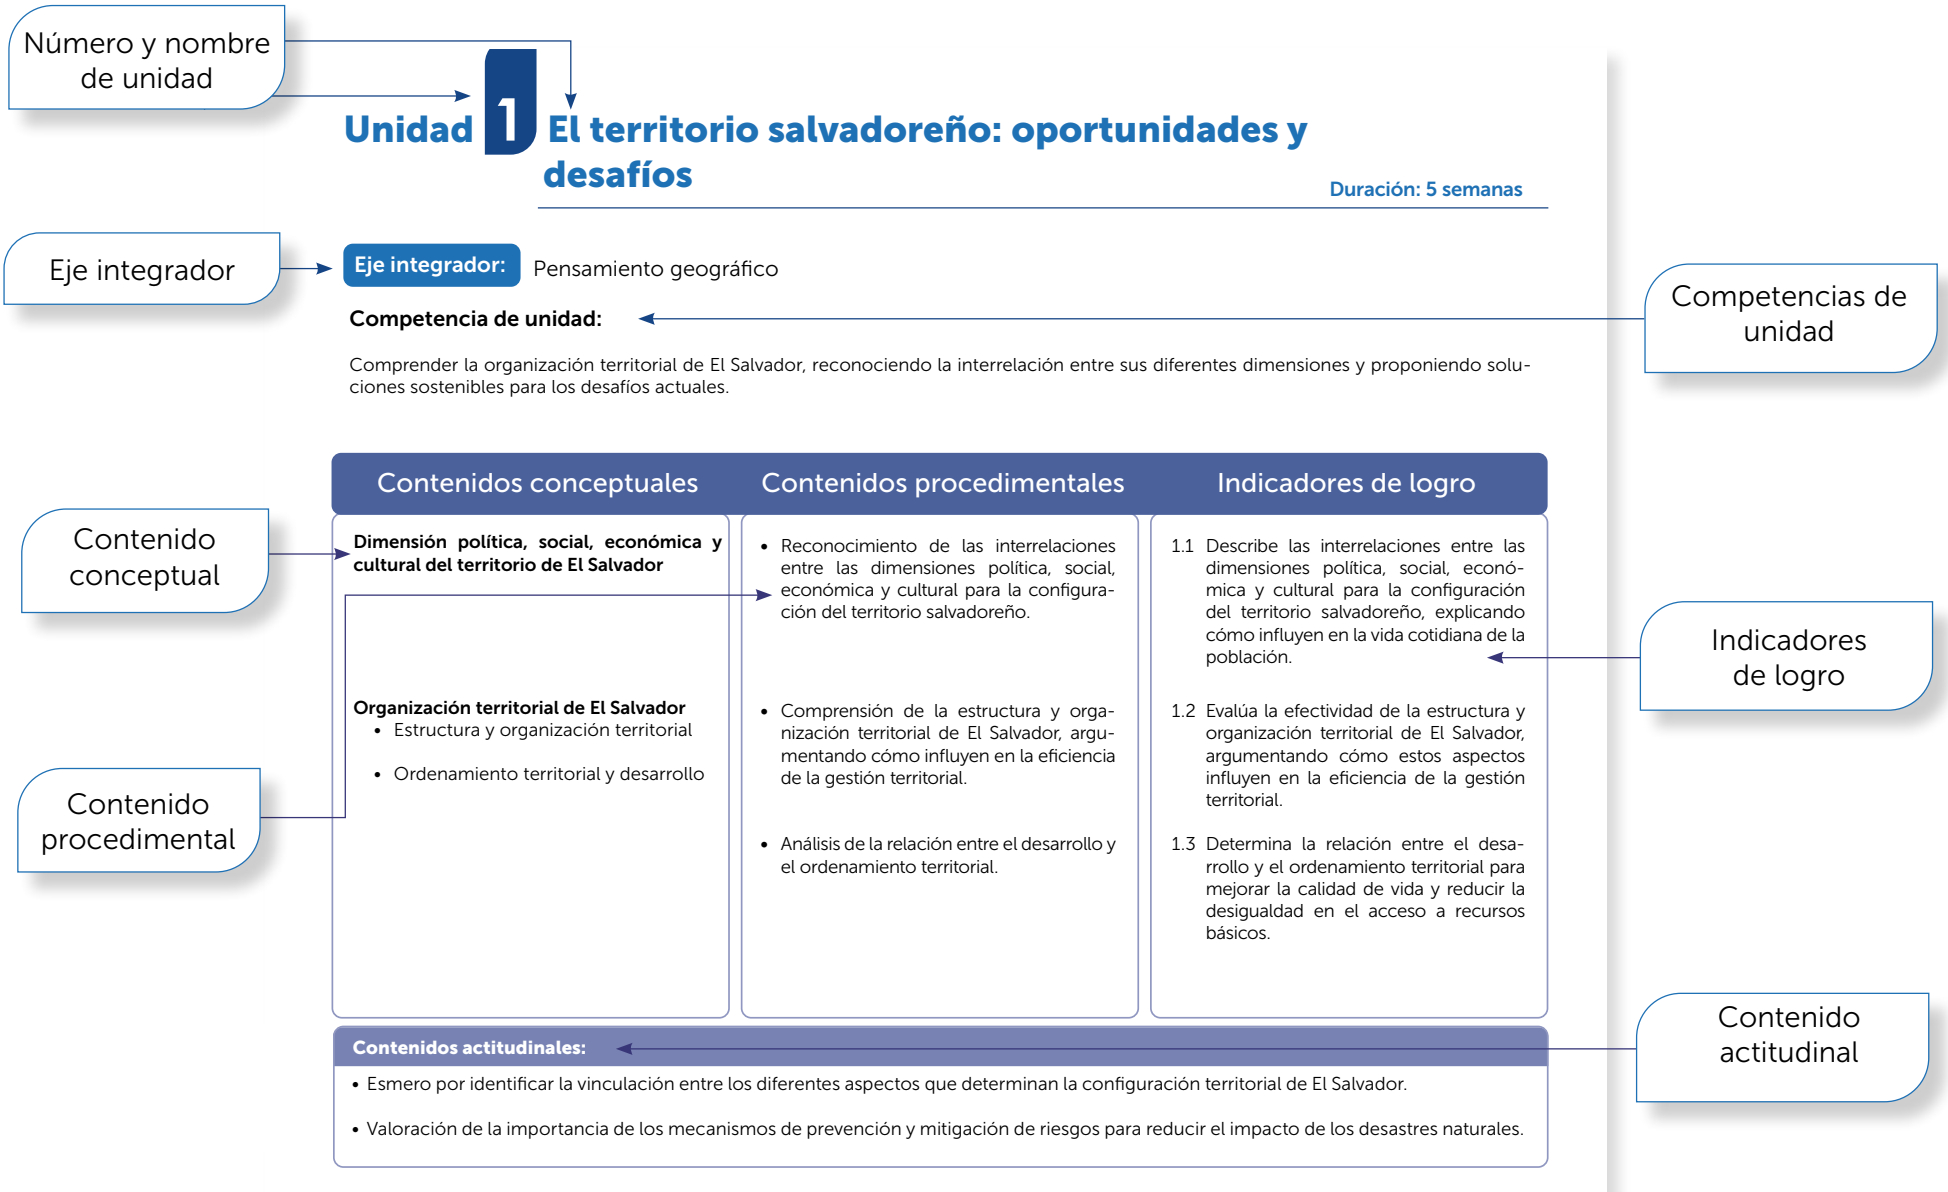 Número y nombre
de unidad
Unidad 1 El territorio salvadoreño: oportunidades y
desafíos
Duración: 5 semanas
Eje integrador
Eje integrador: Pensamiento geográfico
Competencias de
unidad
Competencia de unidad:
Comprender la organización territorial de El Salvador, reconociendo la interrelación entre sus diferentes dimensiones y proponiendo solu-
ciones sostenibles para los desafíos actuales.
Contenidos conceptuales
Contenidos procedimentales
Indicadores de logro
Contenido
conceptual
Dimensión política, social, económica y
cultural del territorio de El Salvador
Organización territorial de El Salvador
• Estructura y organización territorial
• Ordenamiento territorial y desarrollo
Contenido
procedimental
• Reconocimiento de las interrelaciones
entre las dimensiones política, social,
económica y cultural para la configura-
ción del territorio salvadoreño.
• Comprensión de la estructura y orga-
nización territorial de El Salvador, argu-
mentando cómo influyen en la eficiencia
de la gestión territorial.
• Análisis de la relación entre el desarrollo y
el ordenamiento territorial.
1.1 Describe las interrelaciones entre las
dimensiones política, social, econó-
mica y cultural para la configuración
del territorio salvadoreño, explicando
cómo influyen en la vida cotidiana de la
población.
1.2 Evalúa la efectividad de la estructura y
organización territorial de El Salvador,
argumentando cómo estos aspectos
influyen en la eficiencia de la gestión
territorial.
1.3 Determina la relación entre el desa-
rrollo y el ordenamiento territorial para
mejorar la calidad de vida y reducir la
desigualdad en el acceso a recursos
básicos.
Indicadores
de logro
Contenidos actitudinales:
• Esmero por identificar la vinculación entre los diferentes aspectos que determinan la configuración territorial de El Salvador.
• Valoración de la importancia de los mecanismos de prevención y mitigación de riesgos para reducir el impacto de los desastres naturales.
Contenido
actitudinal